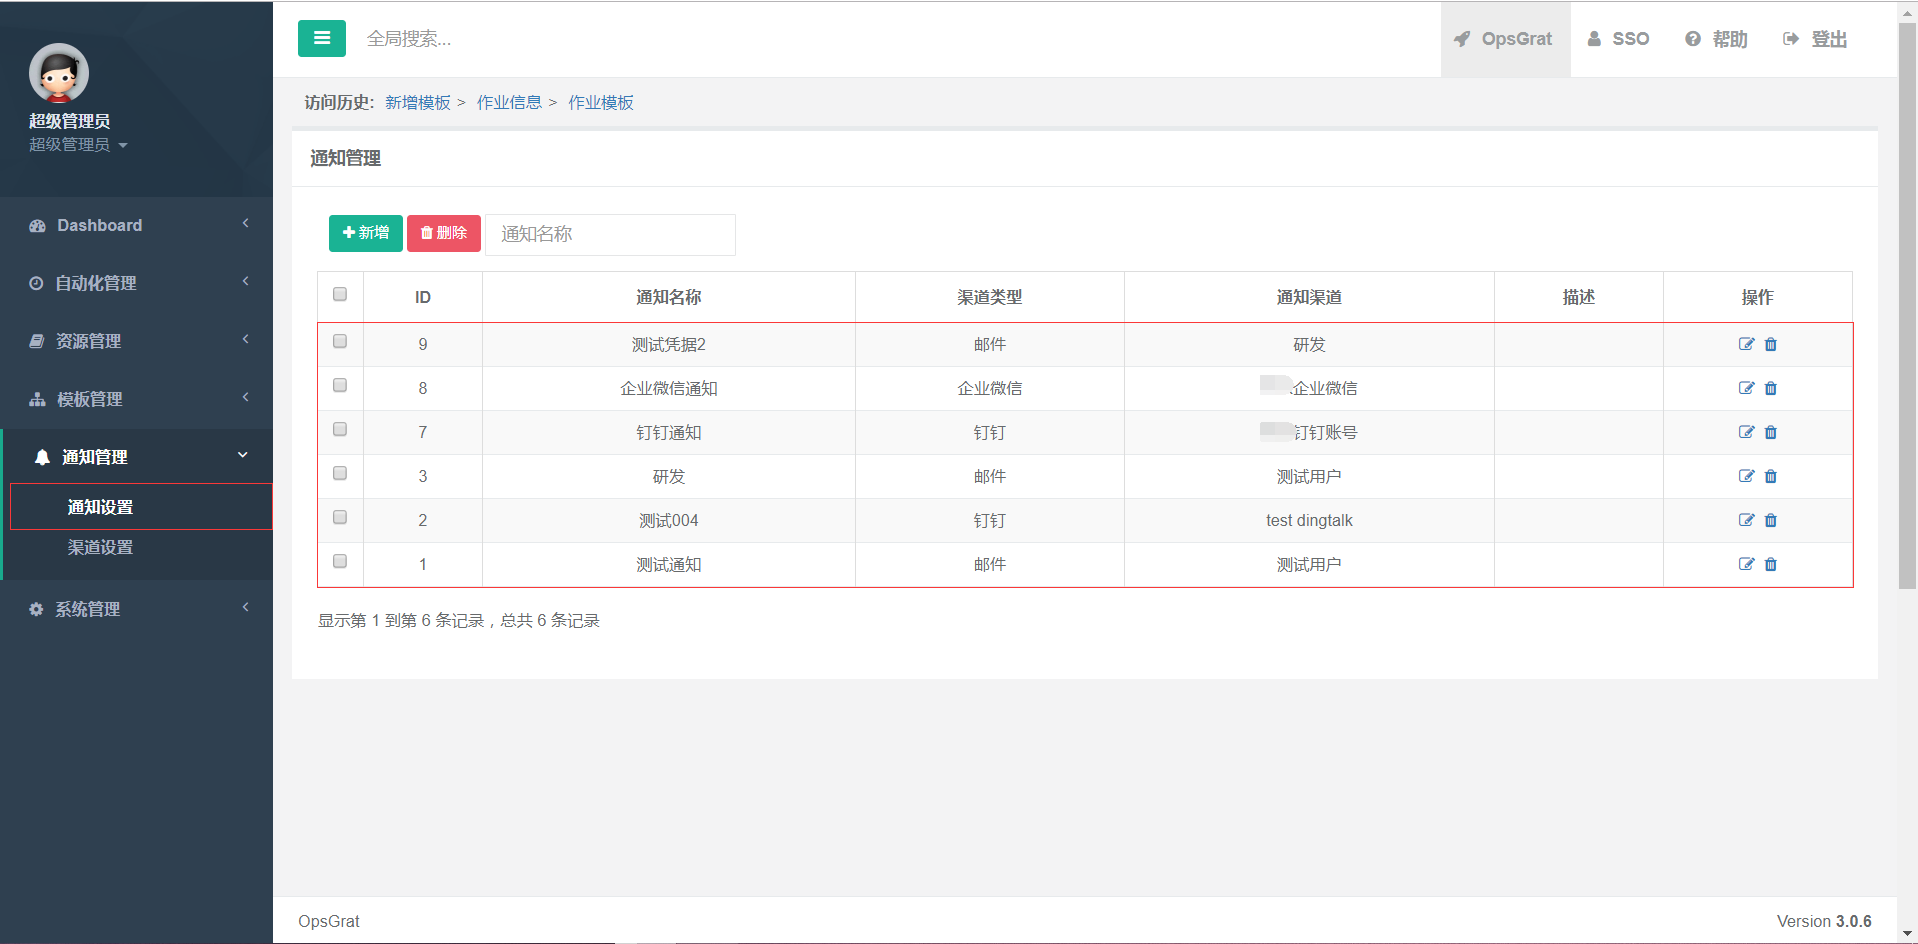 超级管理员
超级管理员
Dashboard
自动化管理
资源管理
模板管理
通知管理
通知设置
渠道设置
系统管理
全局搜索...
OpsGrat SSO 帮助 登出
访问历史: 新增模板 > 作业信息 > 作业模板
通知管理
新增 删除 通知名称
ID 通知名称 渠道类型 通知渠道 描述 操作
9 测试凭据2 邮件 研发
8 企业微信通知 企业微信 企业微信
7 钉钉通知 钉钉 钉钉账号
3 研发 邮件 测试用户
2 测试004 钉钉 test dingtalk
1 测试通知 邮件 测试用户
显示第 1 到第 6 条记录，总共 6 条记录
OpsGrat Version 3.0.6